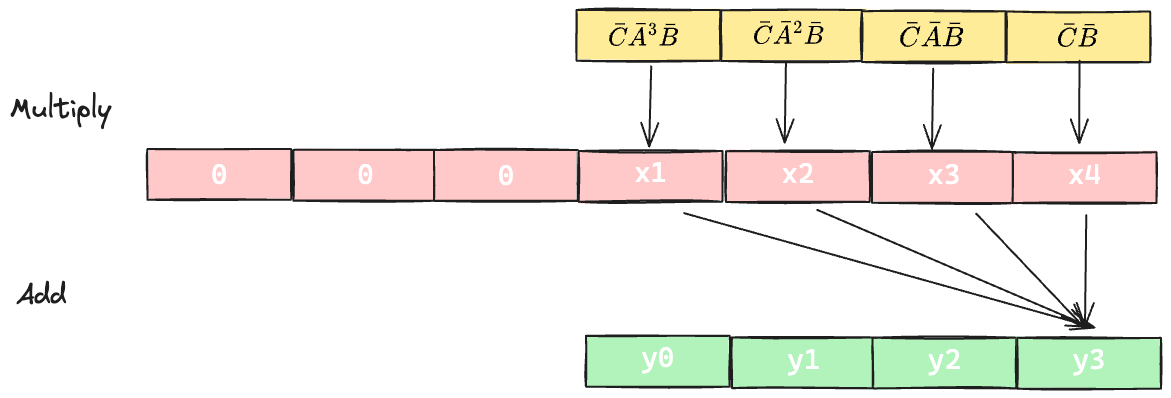 C̄Ā³B̄ C̄Ā²B̄ C̄ĀB̄ C̄B̄
Multiply
0 0 0 x1 x2 x3 x4
Add
y0 y1 y2 y3